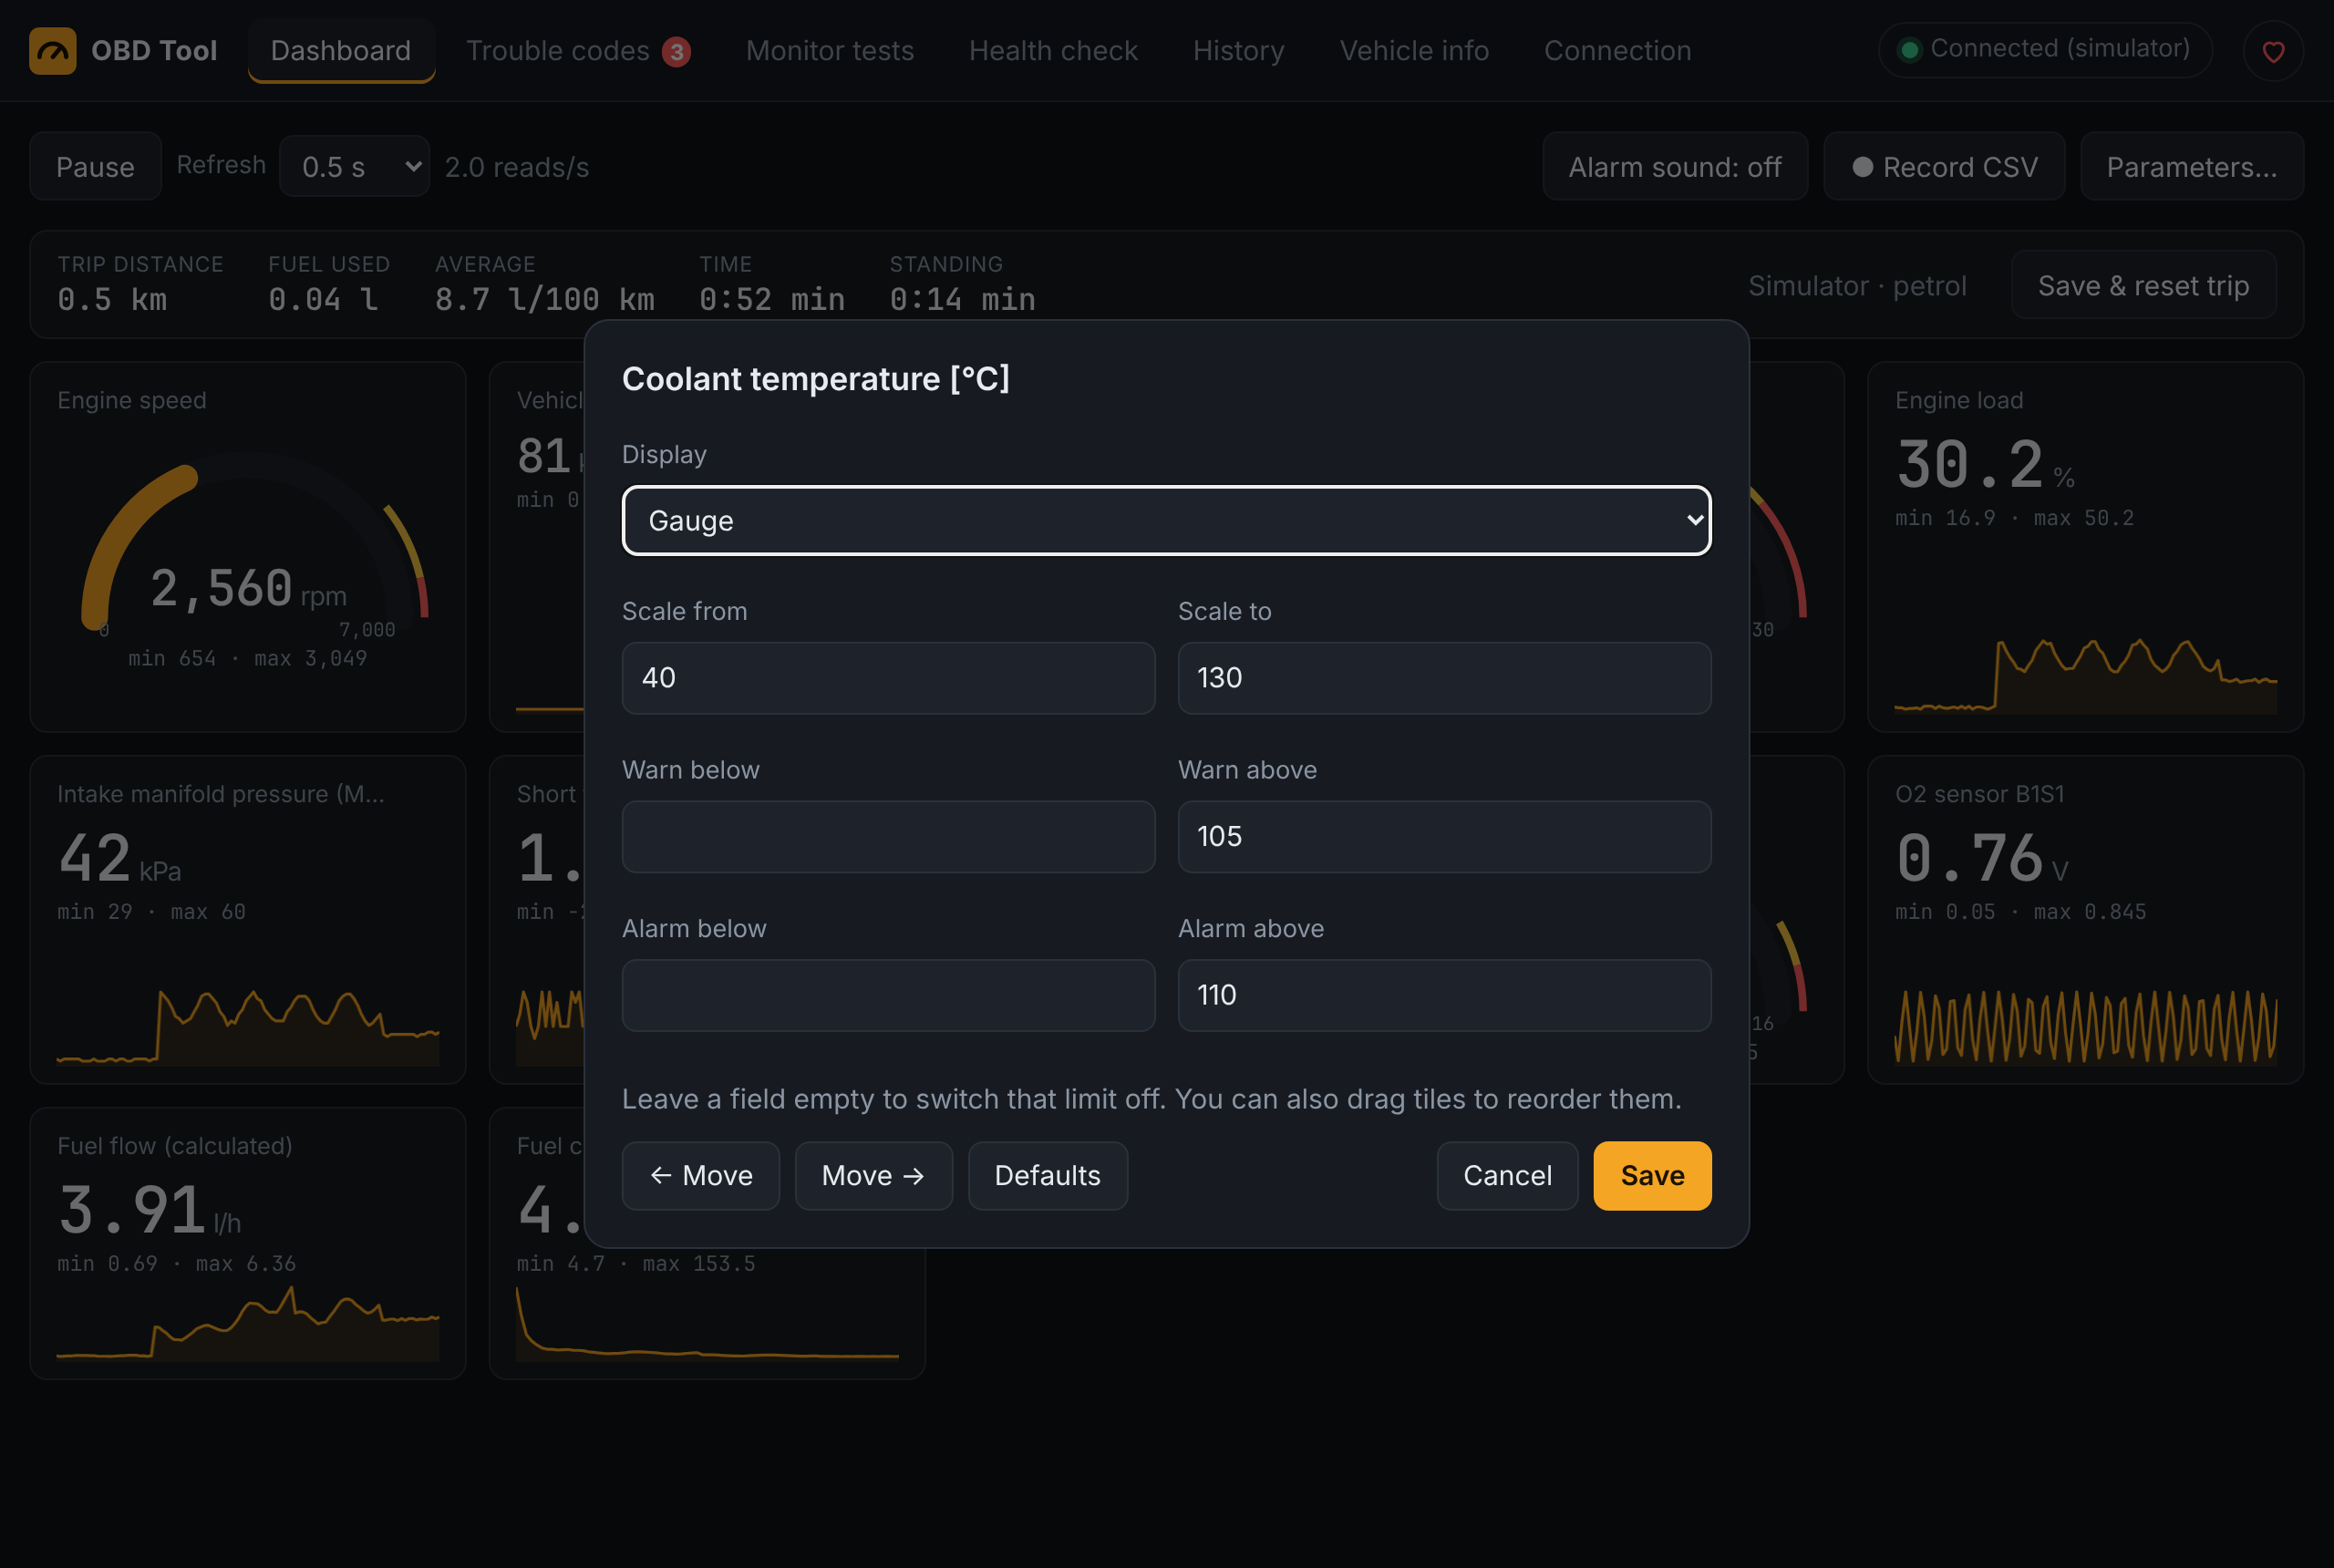 OBD Tool
Dashboard
Trouble codes 3
Monitor tests
Health check
History
Vehicle info
Connection
Connected (simulator)
Pause
Refresh
0.5 s
2.0 reads/s
Alarm sound: off
Record CSV
Parameters...
TRIP DISTANCE
0.5 km
FUEL USED
0.04 l
AVERAGE
8.7 l/100 km
TIME
0:52 min
STANDING
0:14 min
Simulator · petrol
Save & reset trip
Engine speed
2,560 rpm
0
7,000
min 654 · max 3,049
81
min 0
Engine load
30.2 %
min 16.9 · max 50.2
Coolant temperature [°C]
Display
Gauge
Scale from
Scale to
40
130
Warn below
Warn above
105
Alarm below
Alarm above
110
Leave a field empty to switch that limit off. You can also drag tiles to reorder them.
← Move
Move →
Defaults
Cancel
Save
Intake manifold pressure (M...
42 kPa
min 29 · max 60
Short
1.
min
O2 sensor B1S1
0.76 V
min 0.05 · max 0.845
Fuel flow (calculated)
3.91 l/h
min 0.69 · max 6.36
Fuel
4.
min 4.7 · max 153.5